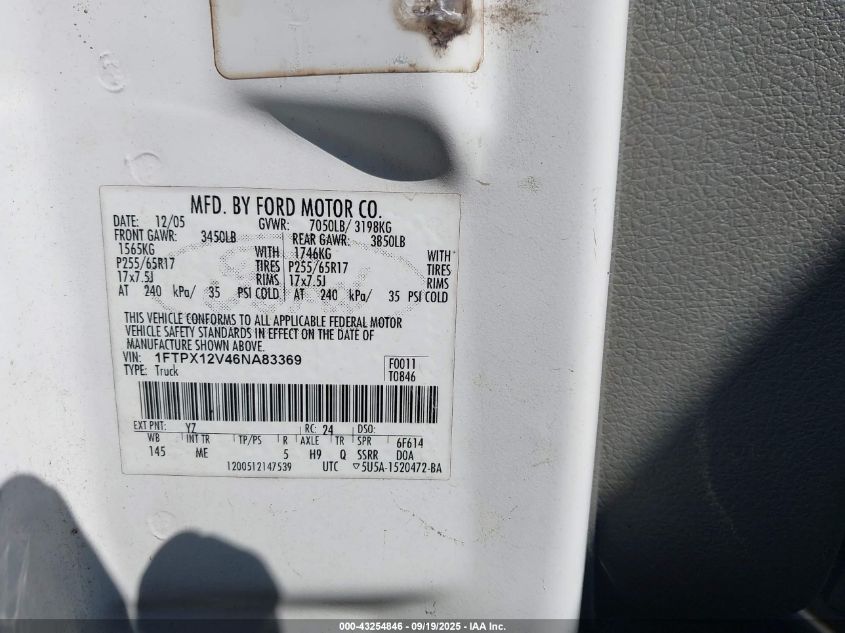 MFD. BY FORD MOTOR CO.
DATE: 12/05 GVWR: 7050LB/ 3198KG
FRONT GAWR: 3450LB REAR GAWR: 3850LB
1565KG WITH 1746KG WITH
P255/65R17 TIRES P255/65R17 TIRES
17x7.5J RIMS 17x7.5J RIMS
AT 240 kPa/ 35 PSI COLD AT 240 kPa/ 35 PSI COLD
THIS VEHICLE CONFORMS TO ALL APPLICABLE FEDERAL MOTOR
VEHICLE SAFETY STANDARDS IN EFFECT ON THE DATE OF
MANUFACTURE SHOWN ABOVE.
VIN: 1FTPX12V46NA83369 F0011
TYPE: Truck T0846
EXT PNT: YZ RC: 24 DSO:
WB INT TR TP/PS R AXLE TR SPR 6F614
145 ME 5 H9 Q SSRR DOA
1200512147539 UTC ▽5U5A-1520472-BA
000-43254846 - 09/19/2025 - IAA Inc.